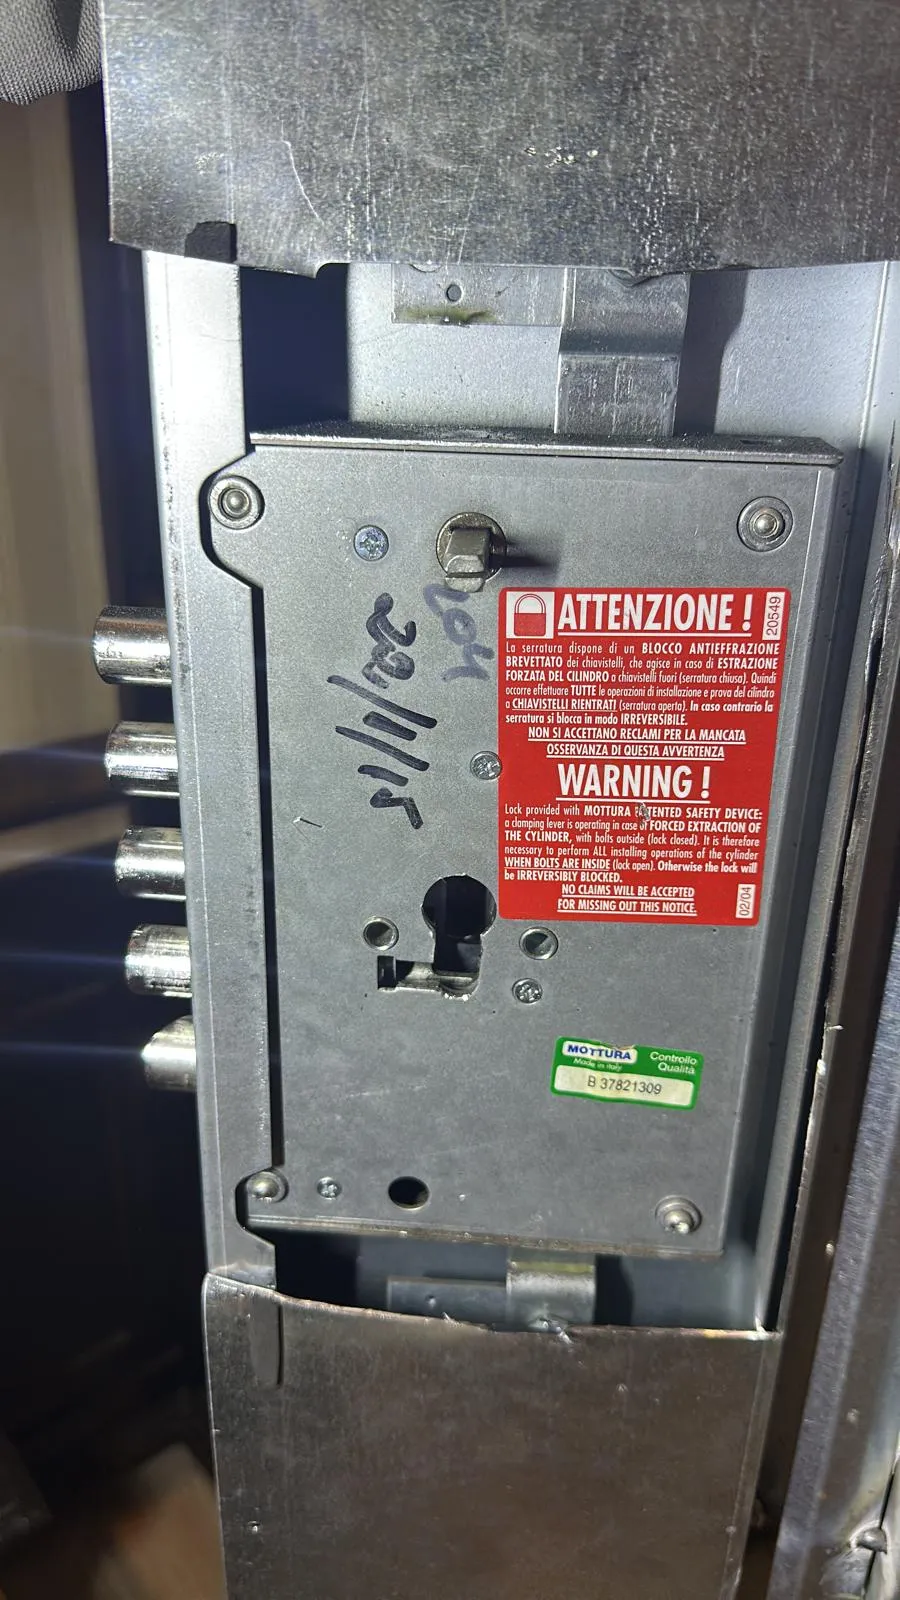 ATTENZIONE !
20549
La serratura dispone di un BLOCCO ANTIEFFRAZIONE
BREVETTATO dei chiavistelli, che agisce in caso di ESTRAZIONE
FORZATA DEL CILINDRO a chiavistelli fuori (serratura chiusa). Quindi
occorre effettuare TUTTE le operazioni di installazione e prova del cilindro
a CHIAVISTELLI RIENTRATI (serratura aperta). In caso contrario la
serratura si blocca in modo IRREVERSIBILE.
NON SI ACCETTANO RECLAMI PER LA MANCATA
OSSERVANZA DI QUESTA AVVERTENZA
WARNING !
Lock provided with MOTTURA PATENTED SAFETY DEVICE:
a clamping lever is operating in case of FORCED EXTRACTION OF
THE CYLINDER, with bolts outside (lock closed). It is therefore
necessary to perform ALL installing operations of the cylinder
WHEN BOLTS ARE INSIDE (lock open). Otherwise the lock will
be IRREVERSIBLY BLOCKED.
NO CLAIMS WILL BE ACCEPTED
FOR MISSING OUT THIS NOTICE.
02/04
MOTTURA
Made in Italy
Controllo
Qualità
B 37821309